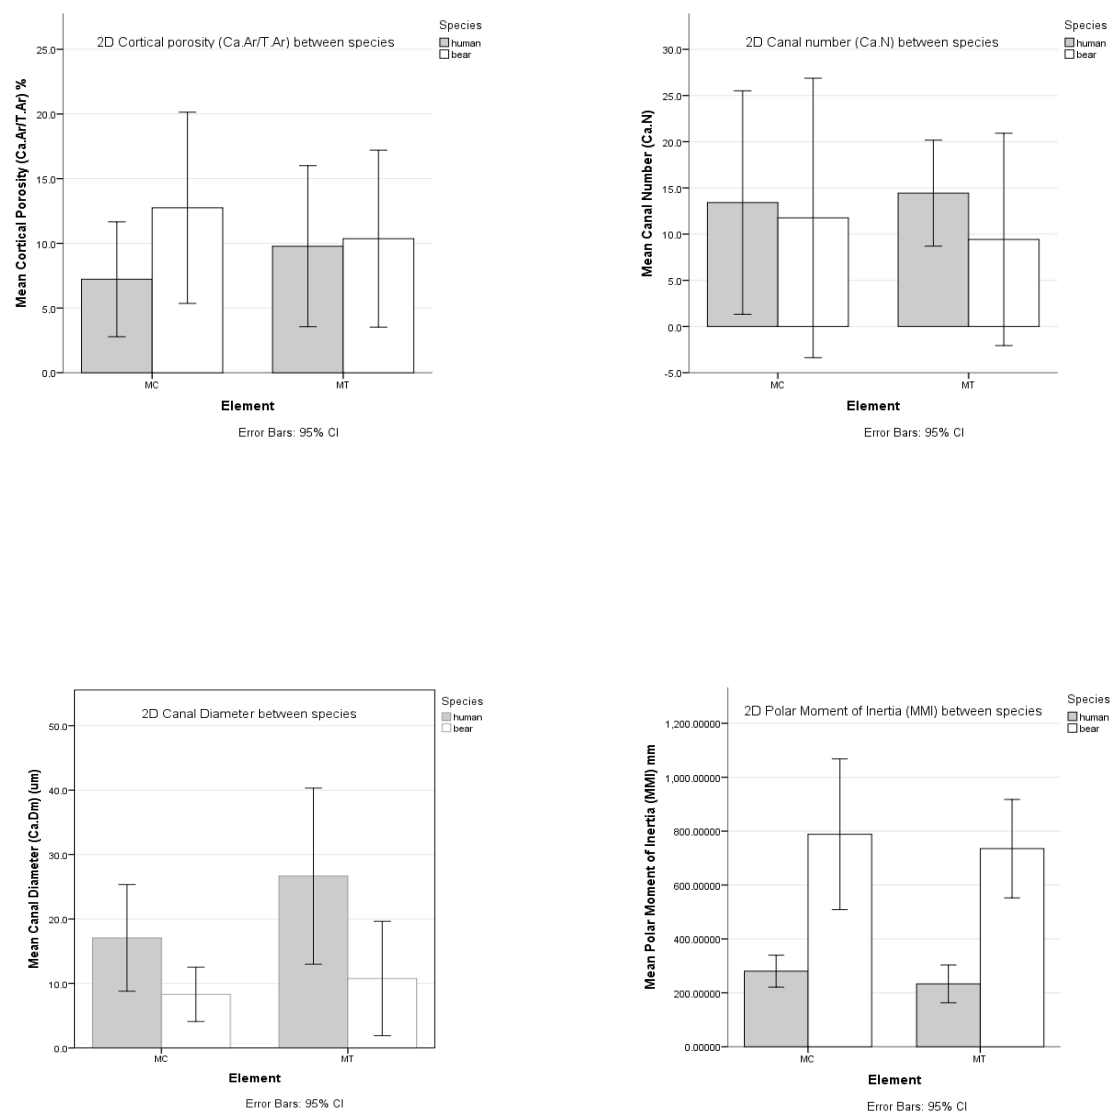 Species
human
bear
2D Cortical porosity (Ca.Ar/T.Ar) between species
Mean Cortical Porosity (Ca.Ar/T.Ar) %
25.0
20.0
15.0
10.0
5.0
0.0
MC
MT
Element
Error Bars: 95% CI
Species
human
bear
2D Canal number (Ca.N) between species
Mean Canal Number (Ca.N)
30.0
25.0
20.0
15.0
10.0
5.0
0.0
-5.0
MC
MT
Element
Error Bars: 95% CI
Species
human
bear
2D Canal Diameter between species
Mean Canal Diameter (Ca.Dm) (um)
50.0
40.0
30.0
20.0
10.0
0.0
MC
MT
Element
Error Bars: 95% CI
Species
human
bear
2D Polar Moment of Inertia (MMI) between species
Mean Polar Moment of Inertia (MMI) mm
1,200.00000
1,000.00000
800.00000
600.00000
400.00000
200.00000
0.00000
MC
MT
Element
Error Bars: 95% CI